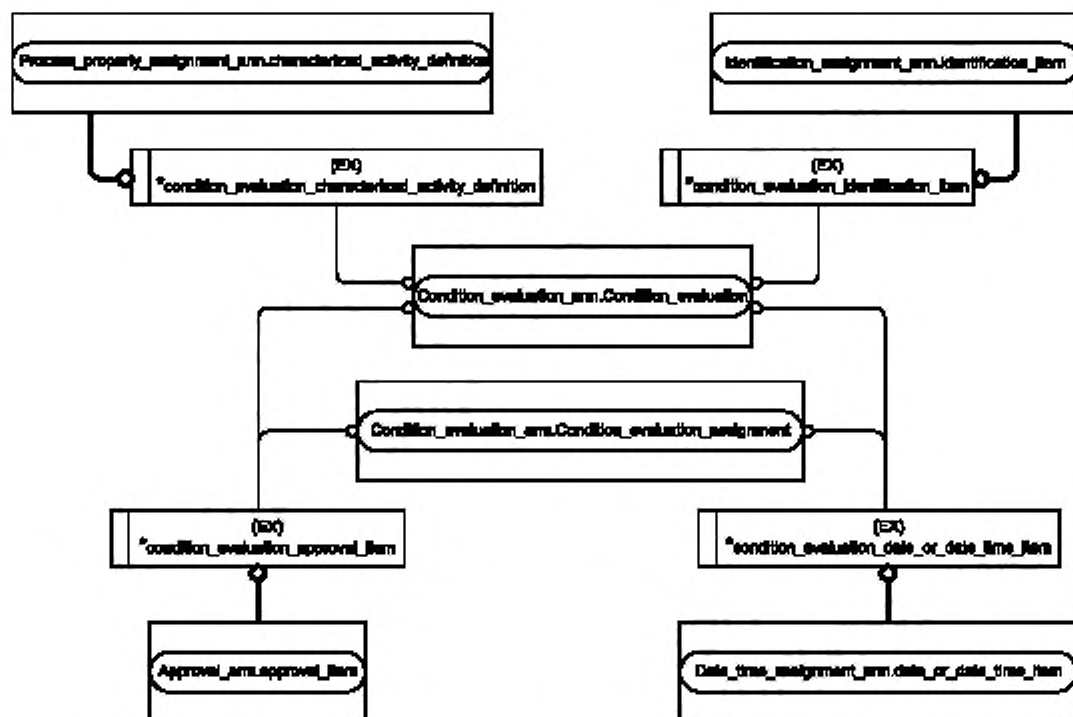 Process_property_assignment_arm.characterized_activity_definition
Identification_assignment_arm.identification_item
(EX)
*condition_evaluation_characterized_activity_definition
(EX)
*condition_evaluation_identification_item
Condition_evaluation_arm.Condition_evaluation
Condition_evaluation_arm.Condition_evaluation_assignment
(EX)
*condition_evaluation_approval_item
(EX)
*condition_evaluation_date_or_date_time_item
Approval_arm.approval_item
Date_time_assignment_arm.date_or_date_time_item